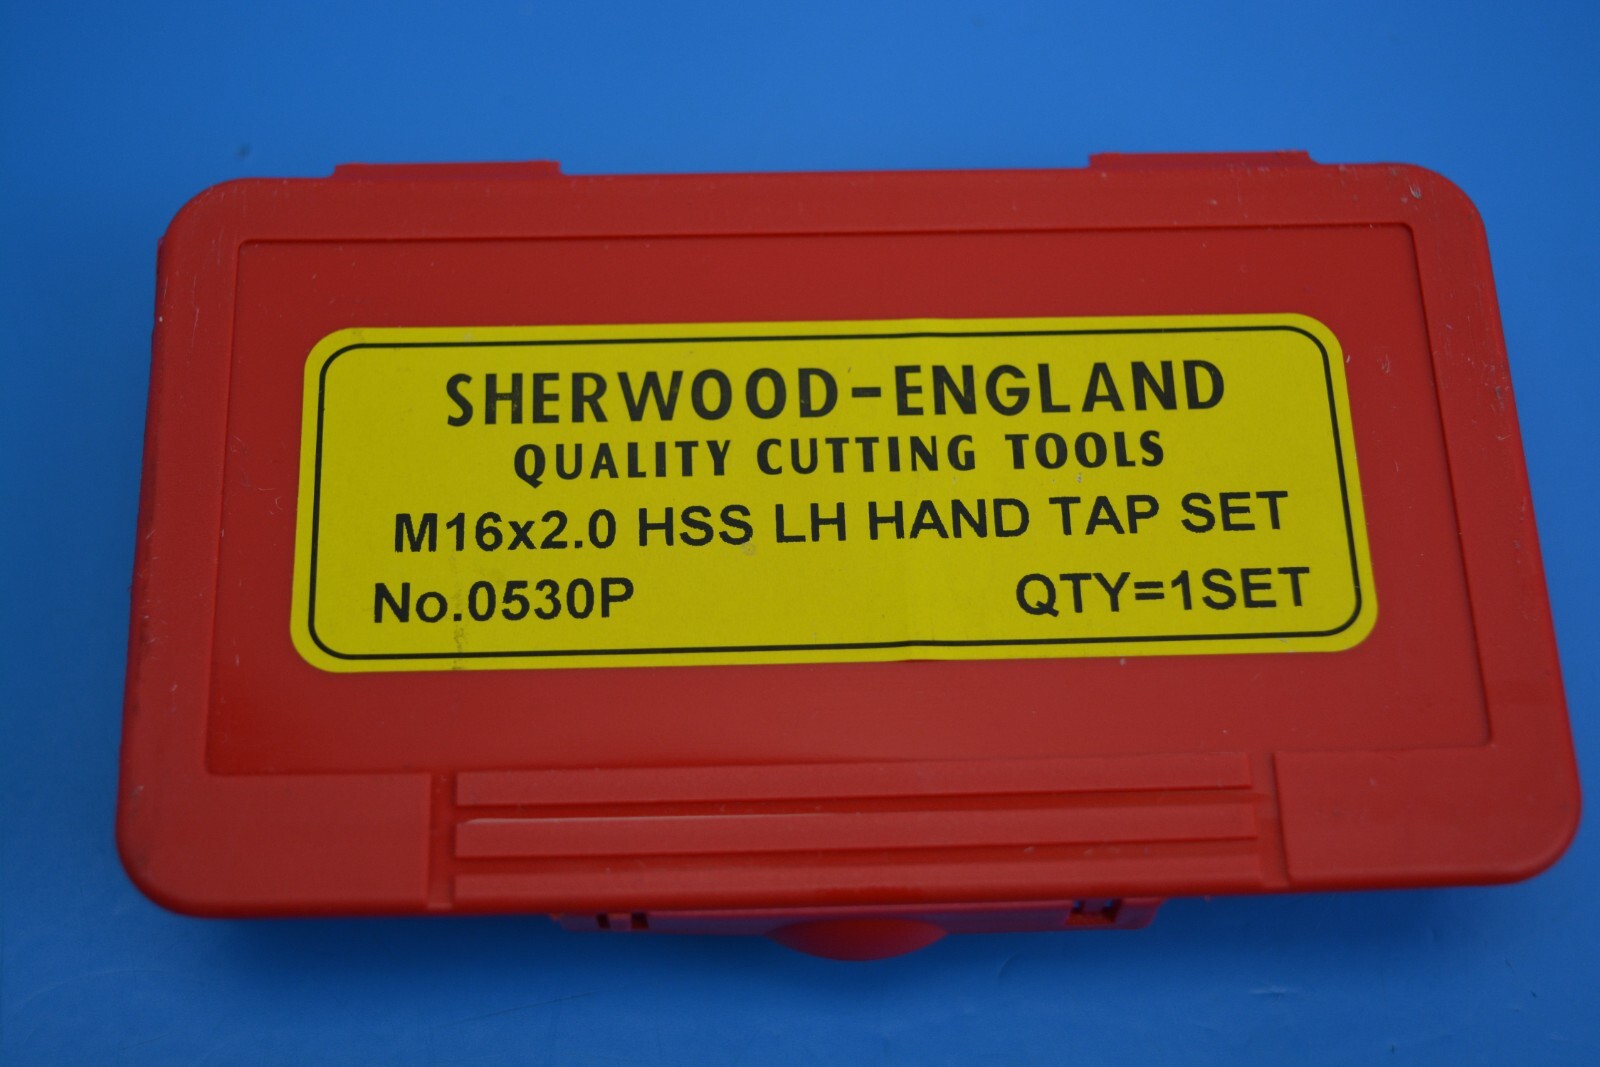 SHERWOOD-ENGLAND
QUALITY CUTTING TOOLS
M16x2.0 HSS LH HAND TAP SET
No.0530P QTY=1SET